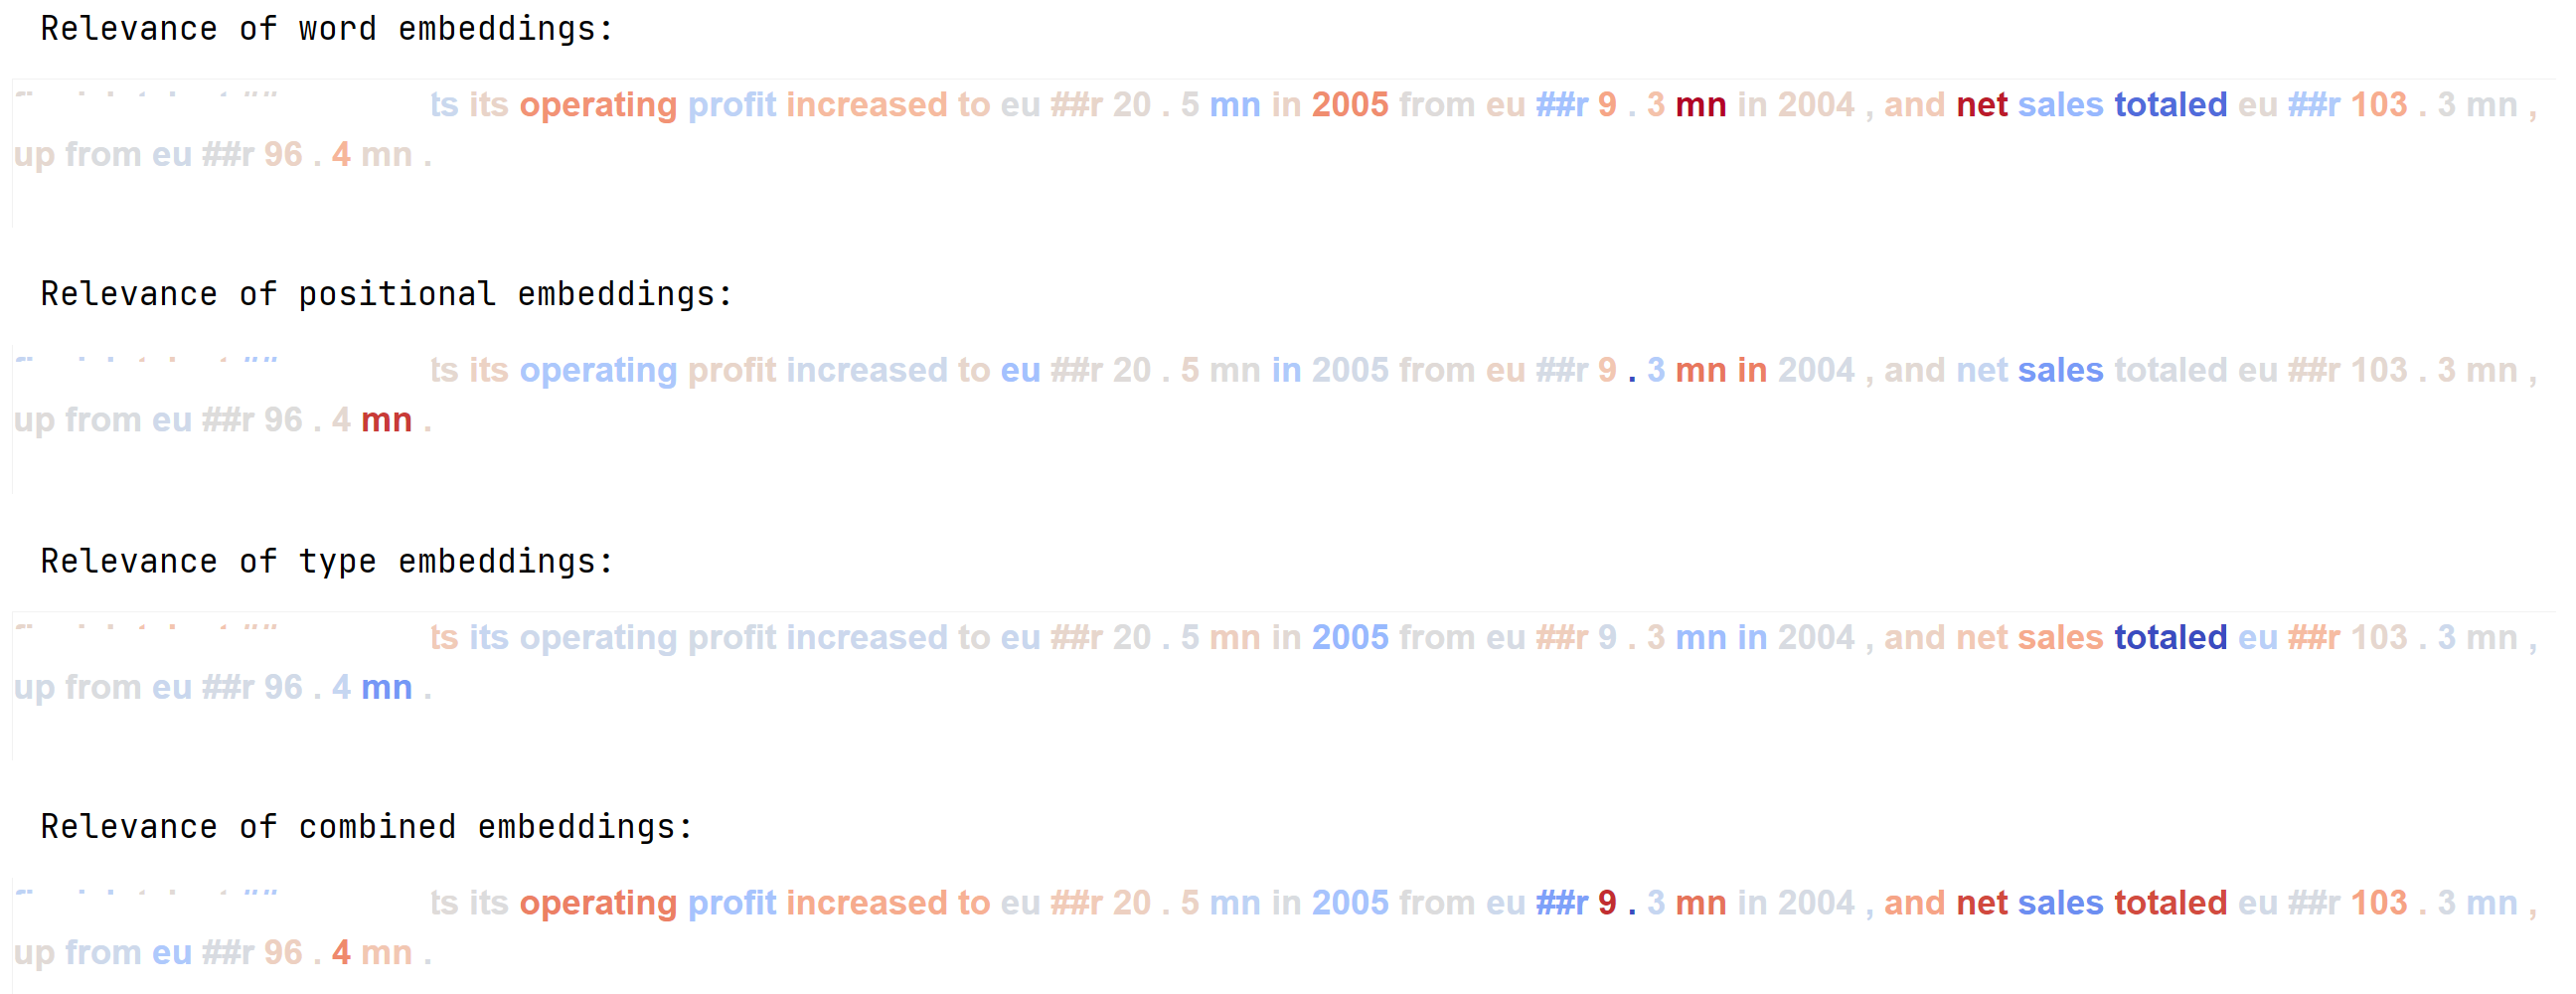 Relevance of word embeddings:
ts its operating profit increased to eu ##r 20 . 5 mn in 2005 from eu ##r 9 . 3 mn in 2004 , and net sales totaled eu ##r 103 . 3 mn ,
up from eu ##r 96 . 4 mn .
Relevance of positional embeddings:
ts its operating profit increased to eu ##r 20 . 5 mn in 2005 from eu ##r 9 . 3 mn in 2004 , and net sales totaled eu ##r 103 . 3 mn ,
up from eu ##r 96 . 4 mn .
Relevance of type embeddings:
ts its operating profit increased to eu ##r 20 . 5 mn in 2005 from eu ##r 9 . 3 mn in 2004 , and net sales totaled eu ##r 103 . 3 mn ,
up from eu ##r 96 . 4 mn .
Relevance of combined embeddings:
ts its operating profit increased to eu ##r 20 . 5 mn in 2005 from eu ##r 9 . 3 mn in 2004 , and net sales totaled eu ##r 103 . 3 mn ,
up from eu ##r 96 . 4 mn .